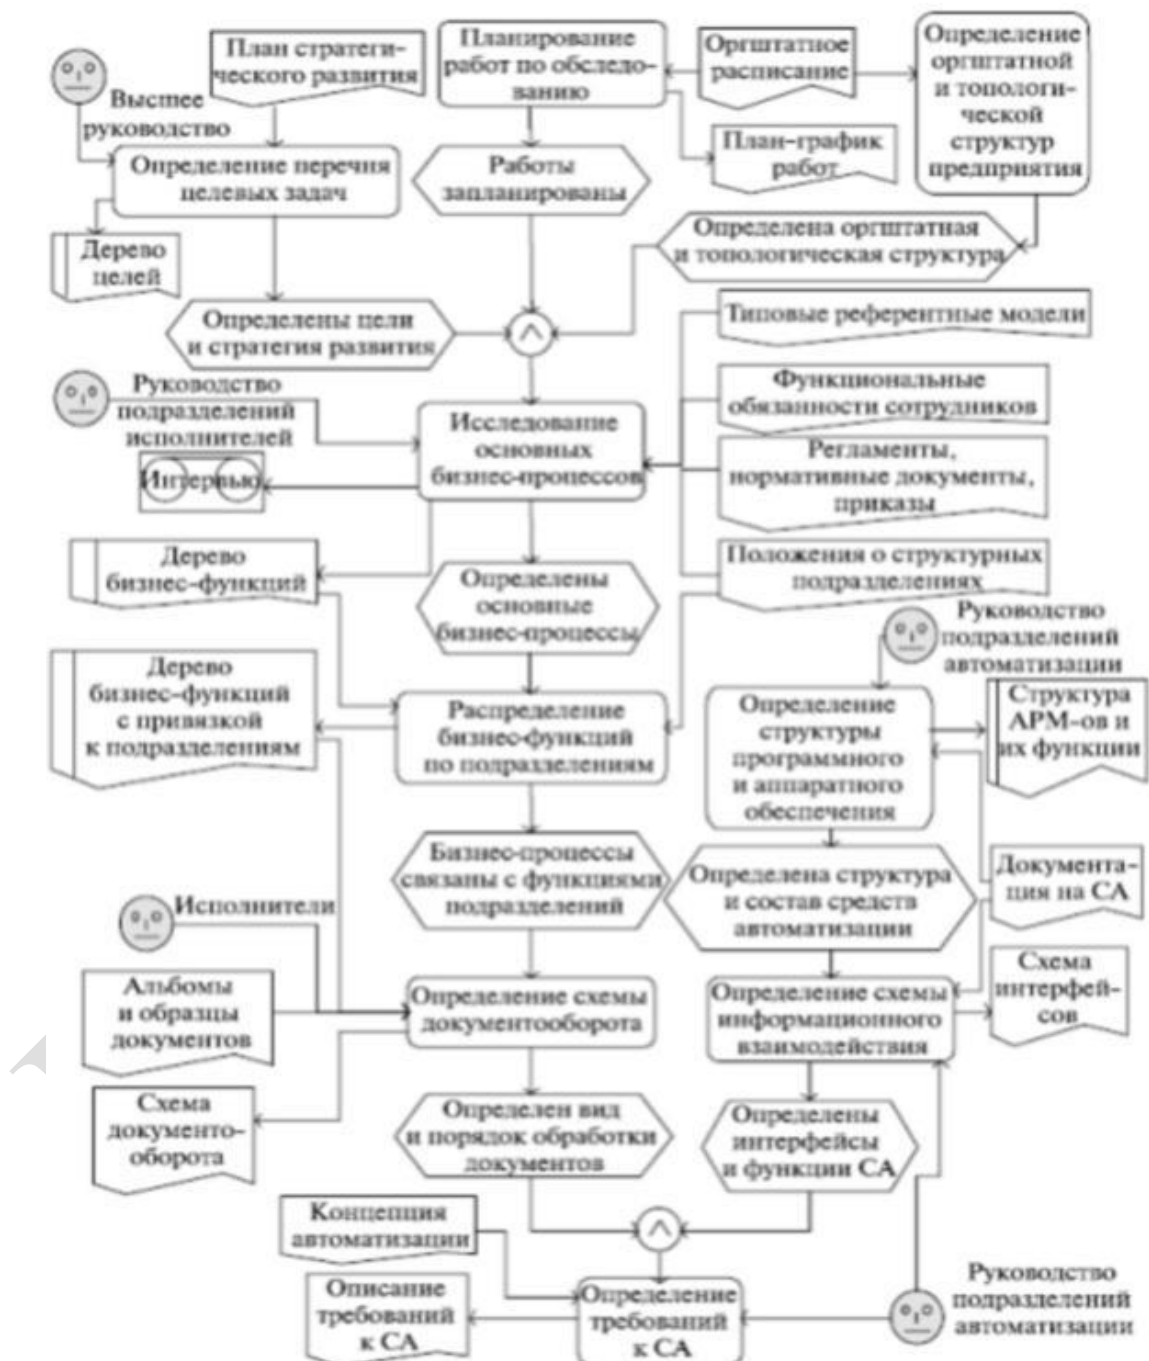 План стратеги-
ческого развития
Планирование
работ по обследо-
ванию
Оргштатное
расписание
Определение
оргштатной
и топологи-
ческой
структур
предприятия
Высшее
руководство
План-график
работ
Определение перечня
целевых задач
Работы
запланированы
Дерево
целей
Определена оргштатная
и топологическая структура
Определены цели
и стратегия развития
Типовые референтные модели
Руководство
подразделений
исполнителей
Исследование
основных
бизнес-процессов
Функциональные
обязанности сотрудников
Интервью
Регламенты,
нормативные документы,
приказы
Дерево
бизнес-функций
Определены
основные
бизнес-процессы
Положения о структурных
подразделениях
Руководство
подразделений
автоматизации
Дерево
бизнес-функций
с привязкой
к подразделениям
Распределение
бизнес-функций
по подразделениям
Определение
структуры
программного
и аппаратного
обеспечения
Структура
АРМ-ов и
их функции
Бизнес-процессы
связаны с функциями
подразделений
Определена структура
и состав средств
автоматизации
Документа-
ция на СА
Исполнители
Альбомы
и образцы
документов
Определение схемы
документооборота
Определение схемы
информационного
взаимодействия
Схема
интерфей-
сов
Схема
документо-
оборота
Определен вид
и порядок обработки
документов
Определены
интерфейсы
и функции СА
Концепция
автоматизации
Описание
требований
к СА
Определение
требований
к СА
Руководство
подразделений
автоматизации